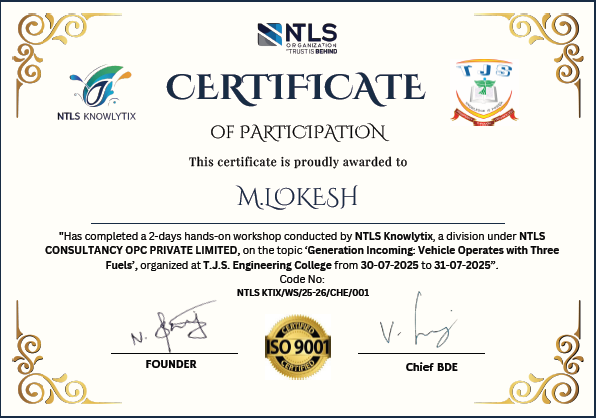 NTLS
ORGANIZATION
"TRUST IS BEHIND
NTLS KNOWLYTIX
TJS
CERTIFICATE
OF PARTICIPATION
This certificate is proudly awarded to
M.LOKESH
"Has completed a 2-days hands-on workshop conducted by NTLS Knowlytix, a division under NTLS
CONSULTANCY OPC PRIVATE LIMITED, on the topic ‘Generation Incoming: Vehicle Operates with Three
Fuels’, organized at T.J.S. Engineering College from 30-07-2025 to 31-07-2025”.
Code No:
NTLS KTIX/WS/25-26/CHE/001
CERTIFIED
ISO 9001
CERTIFIED
FOUNDER
Chief BDE